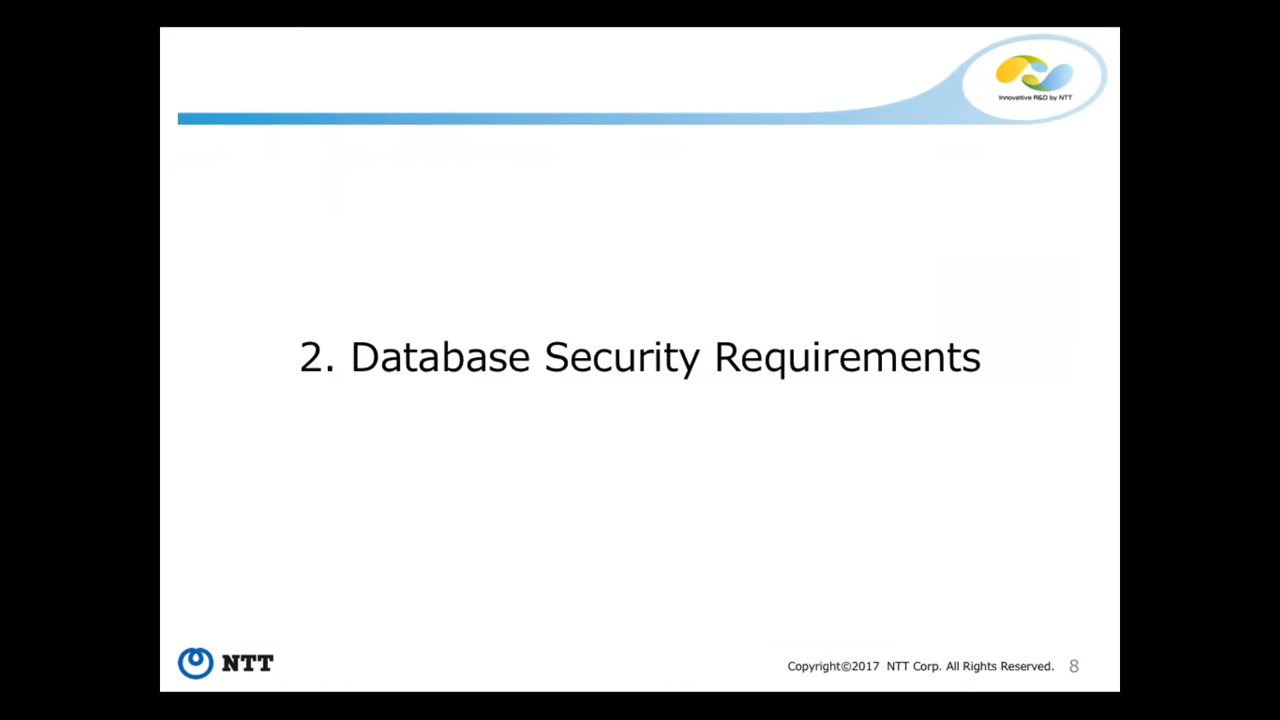 Innovative R&D by NTT
2. Database Security Requirements
NTT
Copyright©2017 NTT Corp. All Rights Reserved. 8